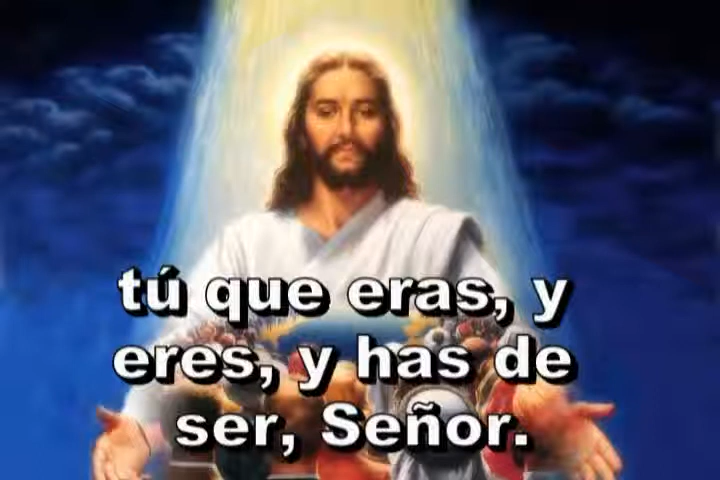 tú que eras, y
eres, y has de
ser, Señor.